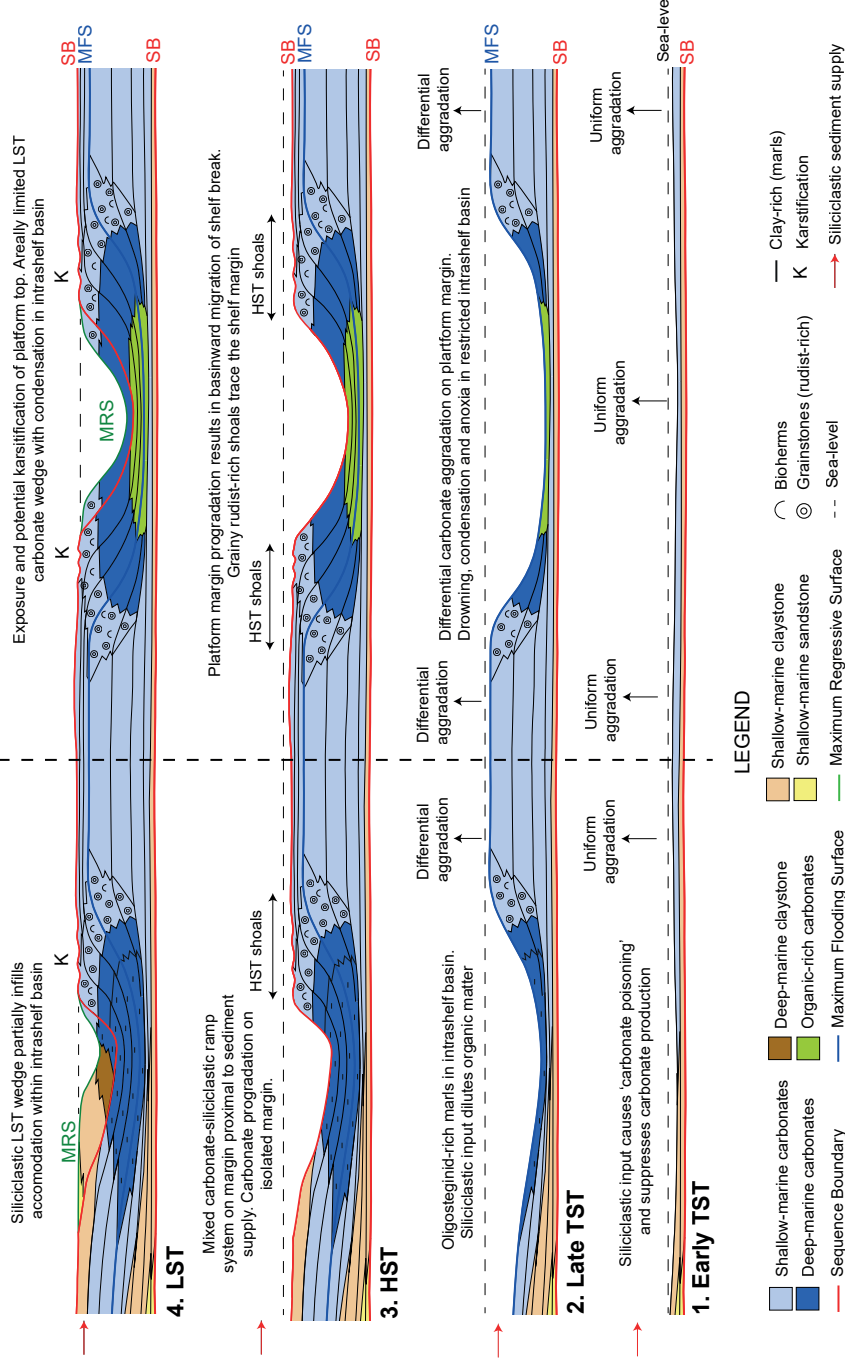 Siliciclastic LST wedge partially infills
accomodation within intrashelf basin
Exposure and potential karsitification of platform top. Areally limited LST
carbonate wedge with condensation in intrashelf basin
MRS
K
K
MRS
K
SB
MFS
SB
4. LST
Mixed carbonate-siliciclastic ramp
system on margin proximal to sediment
supply. Carbonate progradation on
isolated margin.
Platform margin progradation results in basinward migration of shelf break.
Grainy rudist-rich shoals trace the shelf margin
HST shoals
HST shoals
HST shoals
SB
MFS
SB
3. HST
Oligosteginid-rich marls in intrashelf basin.
Siliciclastic input dilutes organic matter
Differential
aggradation
Differential
aggradation
Differential carbonate aggradation on plartform margin.
Drowning, condensation and anoxia in restricted intrashelf basin
Differential
aggradation
MFS
SB
2. Late TST
Siliciclastic input causes 'carbonate poisoning'
and suppresses carbonate production
Uniform
aggradation
Uniform
aggradation
Uniform
aggradation
Uniform
aggradation
Sea-level
SB
1. Early TST
LEGEND
Shallow-marine carbonates
Deep-marine carbonates
Sequence Boundary
Deep-marine claystone
Organic-rich carbonates
Maximum Flooding Surface
Shallow-marine claystone
Shallow-marine sandstone
Maximum Regressive Surface
Bioherms
Grainstones (rudist-rich)
Sea-level
Clay-rich (marls)
K Karstification
Siliciclastic sediment supply